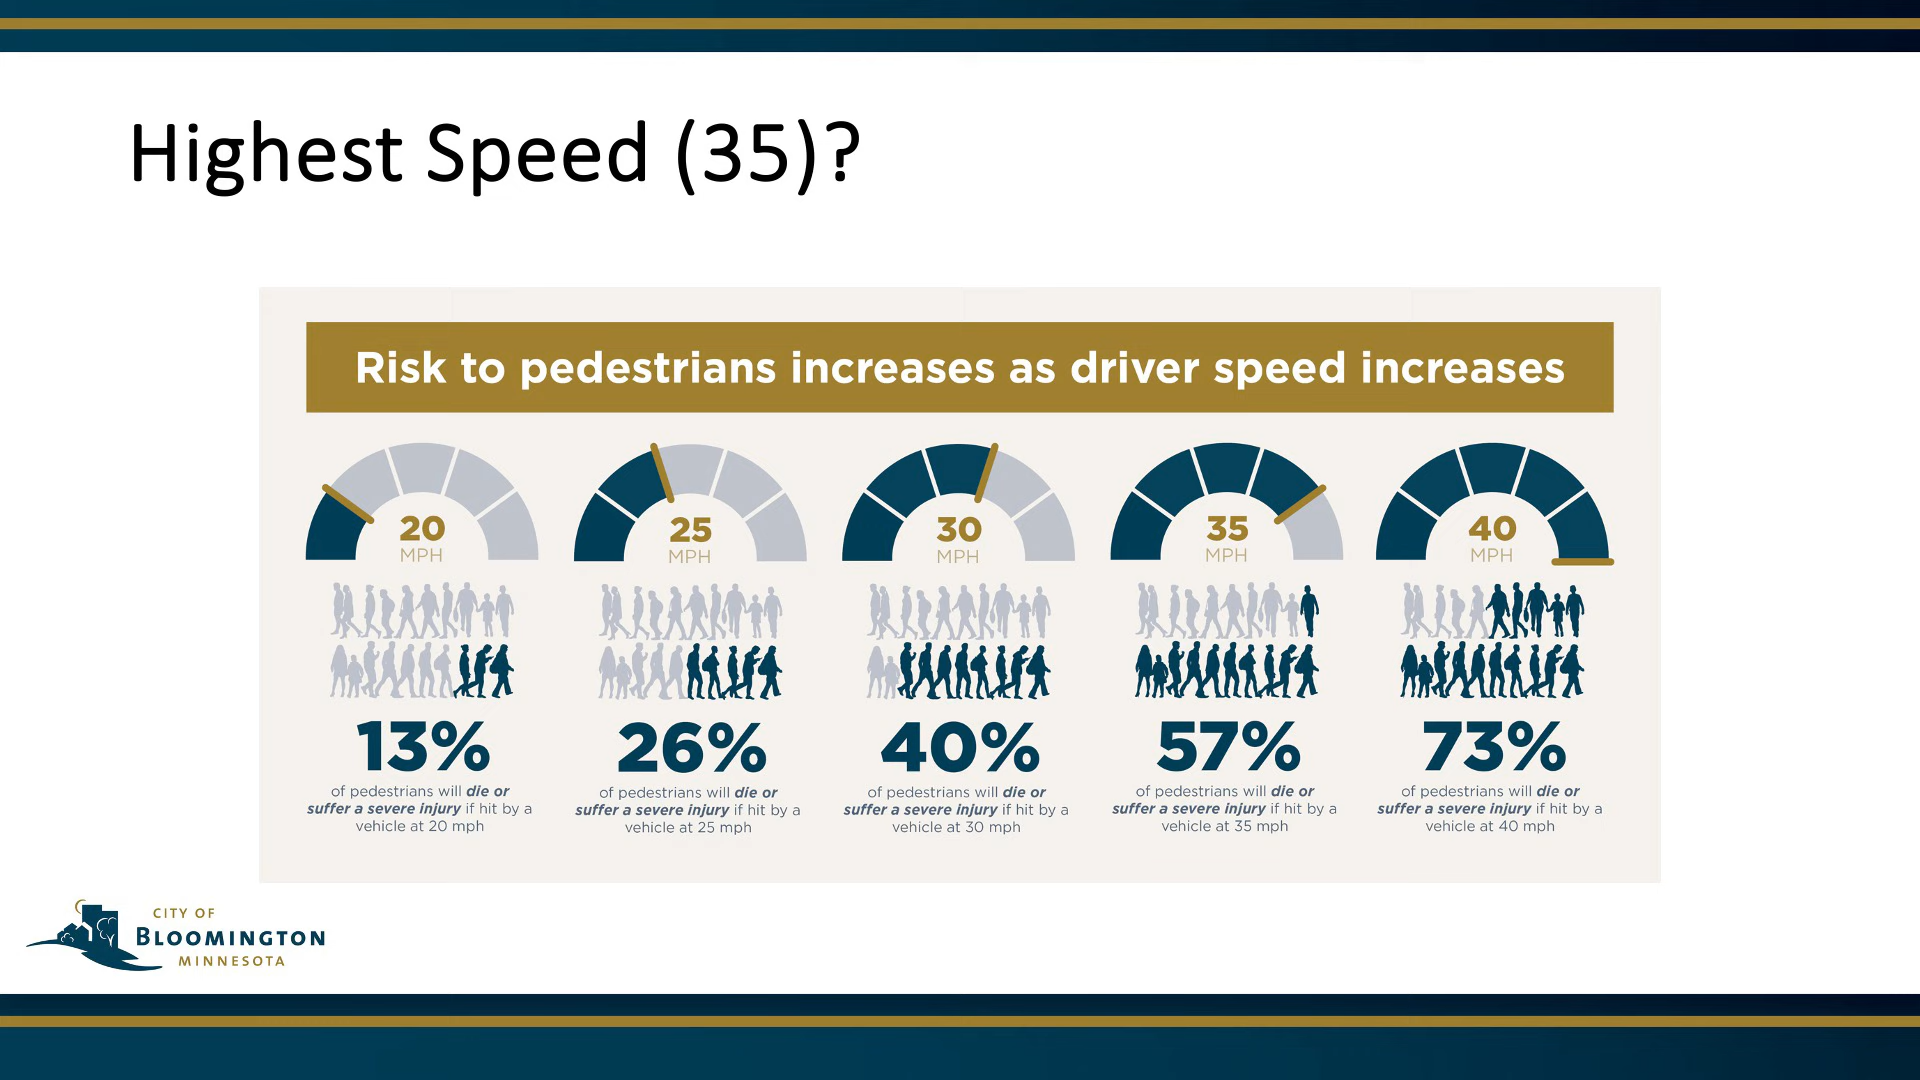 Highest Speed (35)?
Risk to pedestrians increases as driver speed increases
20
MPH
25
MPH
30
MPH
35
MPH
40
MPH
13%
of pedestrians will die or
suffer a severe injury if hit by a
vehicle at 20 mph
26%
of pedestrians will die or
suffer a severe injury if hit by a
vehicle at 25 mph
40%
of pedestrians will die or
suffer a severe injury if hit by a
vehicle at 30 mph
57%
of pedestrians will die or
suffer a severe injury if hit by a
vehicle at 35 mph
73%
of pedestrians will die or
suffer a severe injury if hit by a
vehicle at 40 mph
CITY OF
BLOOMINGTON
MINNESOTA